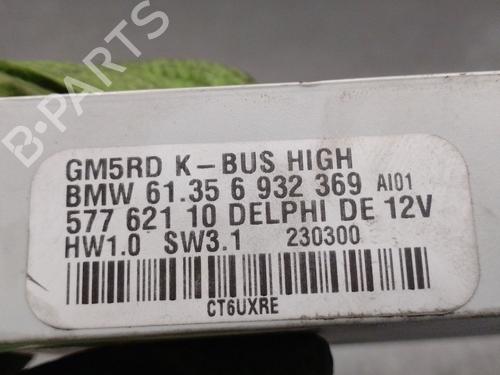 B-PARTS
GM5RD K-BUS HIGH
BMW 61.35 6 932 369 AI01
577 621 10 DELPHI DE 12V
HW1.0 SW3.1 230300
CT6UXRE